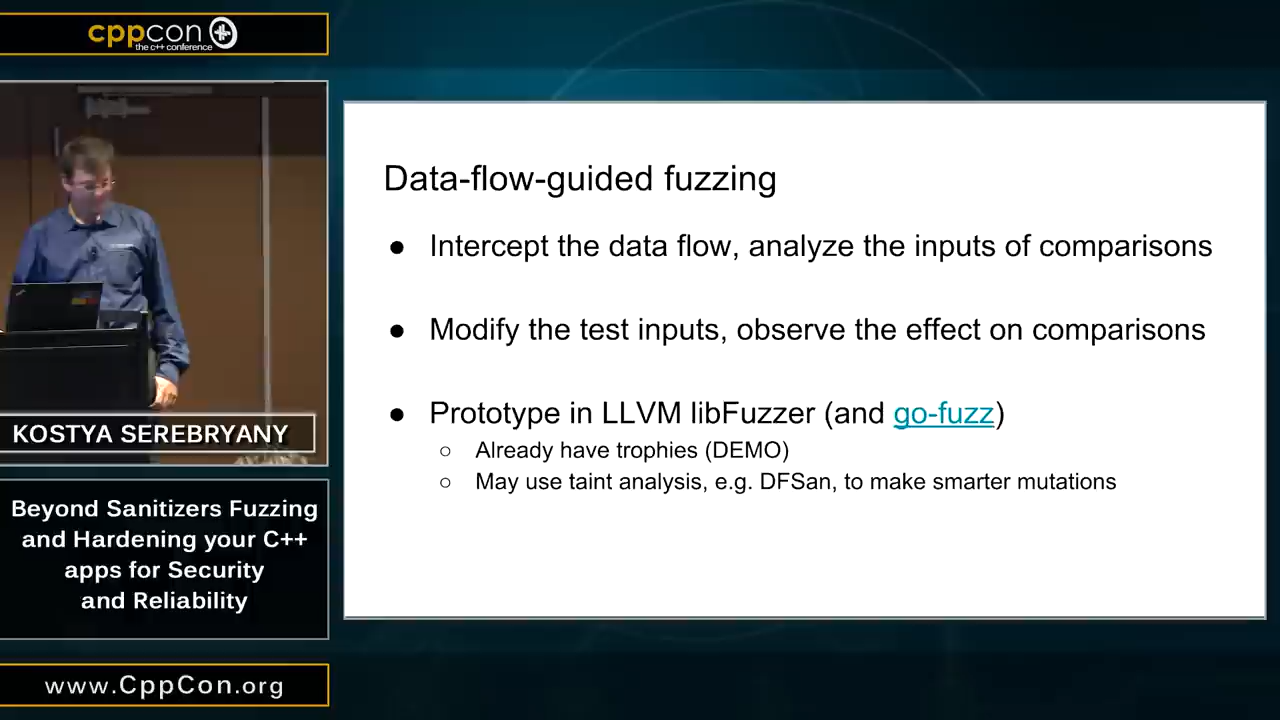 cppcon
the c++ conference
KOSTYA SEREBRYANY
Beyond Sanitizers Fuzzing
and Hardening your C++
apps for Security
and Reliability
www.CppCon.org
Data-flow-guided fuzzing
● Intercept the data flow, analyze the inputs of comparisons
● Modify the test inputs, observe the effect on comparisons
● Prototype in LLVM libFuzzer (and go-fuzz)
○ Already have trophies (DEMO)
○ May use taint analysis, e.g. DFSan, to make smarter mutations